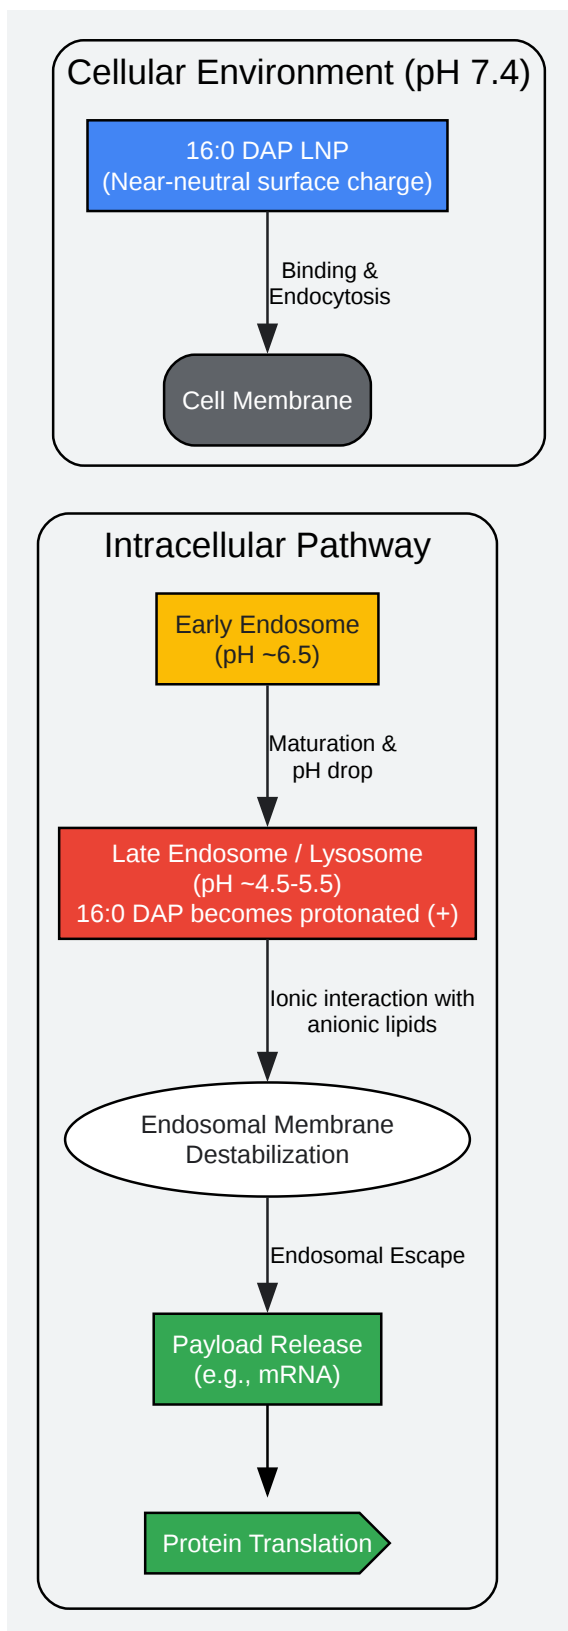 Cellular Environment (pH 7.4)
16:0 DAP LNP
(Near-neutral surface charge)
Binding &
Endocytosis
Cell Membrane
Intracellular Pathway
Early Endosome
(pH ~6.5)
Maturation &
pH drop
Late Endosome / Lysosome
(pH ~4.5-5.5)
16:0 DAP becomes protonated (+)
Ionic interaction with
anionic lipids
Endosomal Membrane
Destabilization
Endosomal Escape
Payload Release
(e.g., mRNA)
Protein Translation